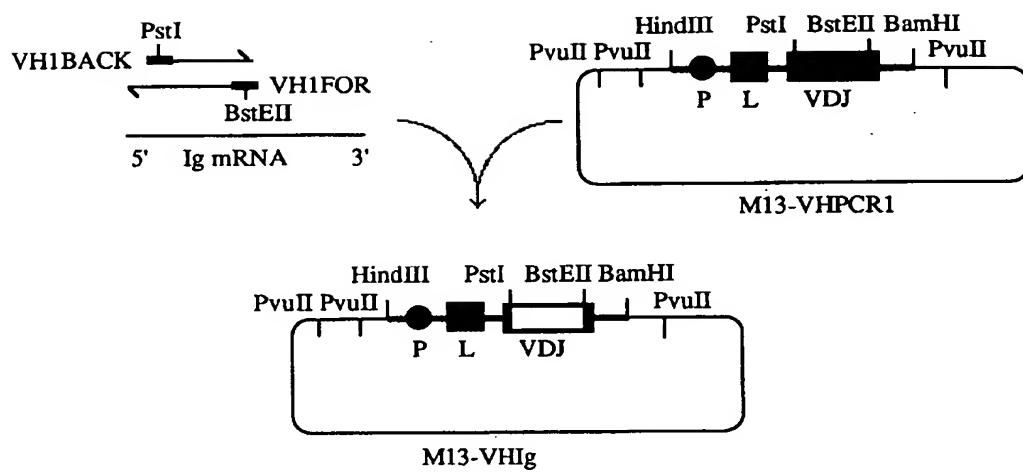 PstI
VH1BACK
VH1FOR
BstEII
5' Ig mRNA 3'
HindIII PstI BstEII BamHI
PvuII PvuII PvuII
P L VDJ
M13-VHPCR1
HindIII PstI BstEII BamHI
PvuII PvuII PvuII
P L VDJ
M13-VHIg